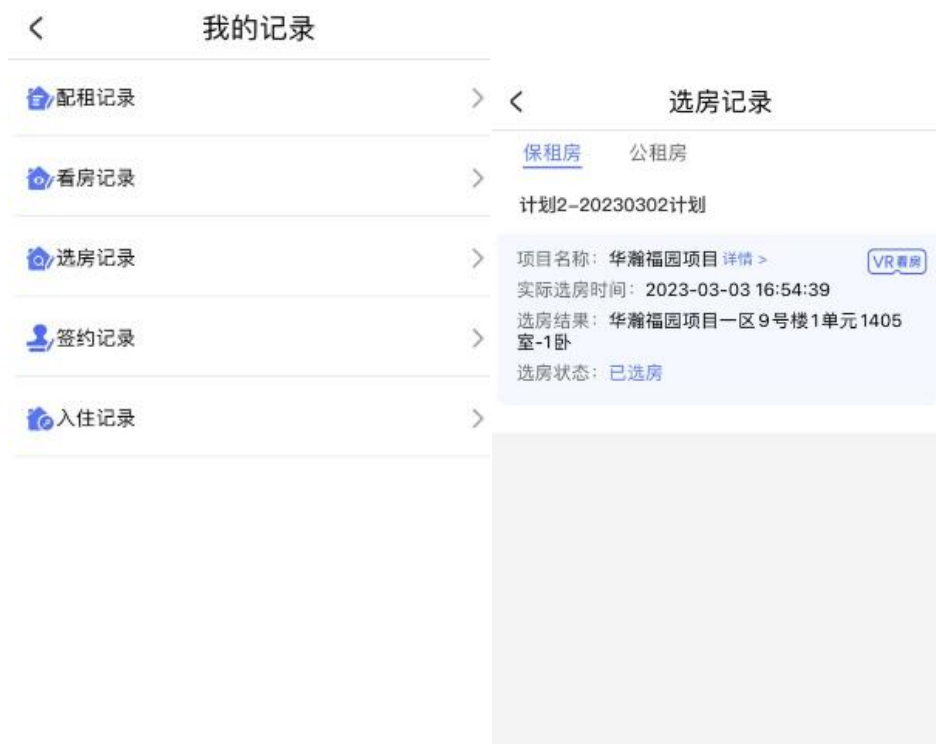 我的记录
配租记录
看房记录
选房记录
签约记录
入住记录
选房记录
保租房 公租房
计划2-20230302计划
项目名称：华瀚福园项目 详情 > VR看房
实际选房时间：2023-03-03 16:54:39
选房结果：华瀚福园项目一区9号楼1单元1405
室-1卧
选房状态：已选房